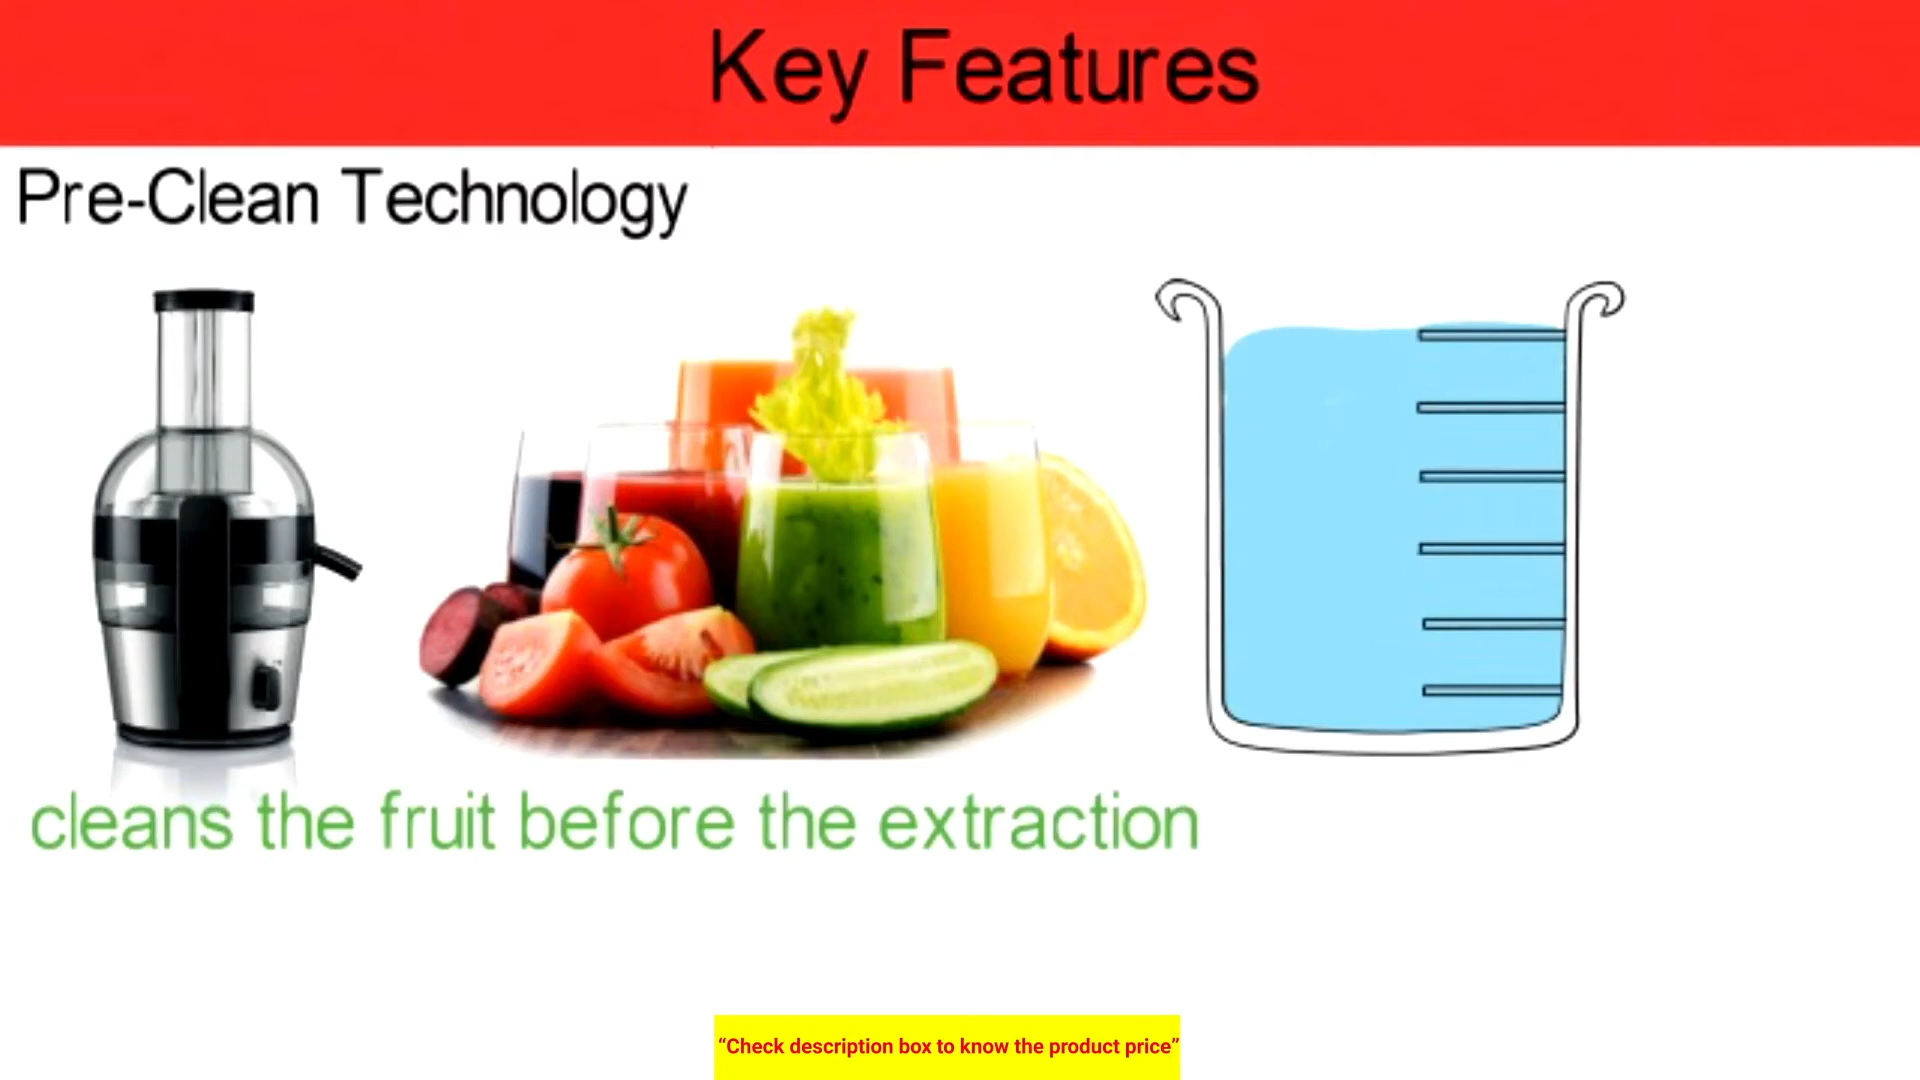 Key Features
Pre-Clean Technology
cleans the fruit before the extraction
“Check description box to know the product price”